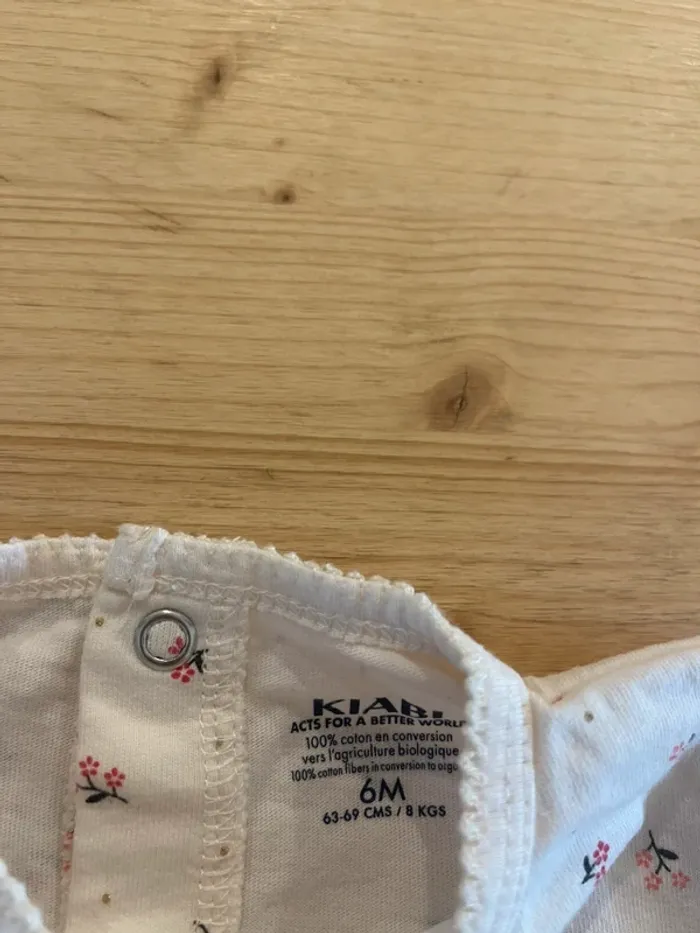 KIABI
ACTS FOR A BETTER WORLD
100% coton en conversion
vers l'agriculture biologique
100% cotton fibers in conversion to
6M
63-69 CMS / 8 KGS